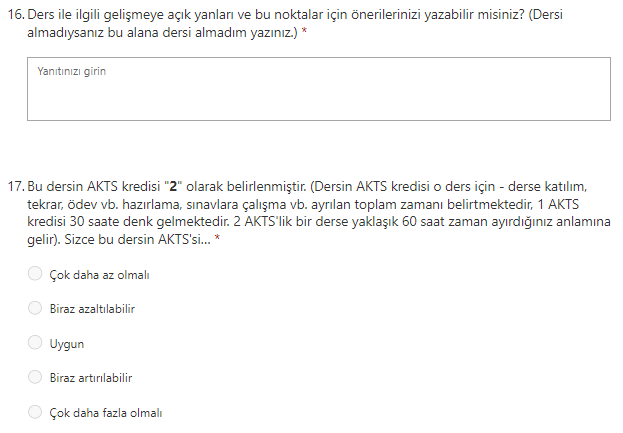 16. Ders ile ilgili gelişmeye açık yanları ve bu noktalar için önerilerinizi yazabilir misiniz? (Dersi
almadıysanız bu alana dersi almadım yazınız.) *
Yanıtınızı girin
17. Bu dersin AKTS kredisi "2" olarak belirlenmiştir. (Dersin AKTS kredisi o ders için - derse katılım,
tekrar, ödev vb. hazırlama, sınavlara çalışma vb. ayrılan toplam zamanı belirtmektedir, 1 AKTS
kredisi 30 saate denk gelmektedir. 2 AKTS'lik bir derse yaklaşık 60 saat zaman ayırdığınız anlamına
gelir). Sizce bu dersin AKTS'si... *
Çok daha az olmalı
Biraz azaltılabilir
Uygun
Biraz artırılabilir
Çok daha fazla olmalı